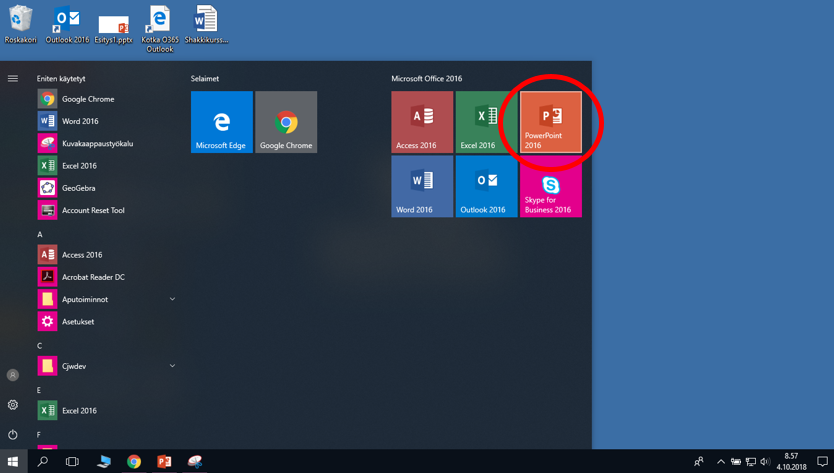 Roskakori
Outlook 2016
Esitys1.pptx
Kotka O365
Outlook
Shakkikurss...
Eniten käytetyt
Google Chrome
Word 2016
Kuvakaappaustyökalu
Excel 2016
GeoGebra
Account Reset Tool
A
Access 2016
Acrobat Reader DC
Aputoiminnot
Asetukset
C
Cjwdev
E
Excel 2016
F
Selaimet
Microsoft Edge
Google Chrome
Microsoft Office 2016
Access 2016
Excel 2016
PowerPoint
2016
Word 2016
Outlook 2016
Skype for
Business 2016
8.57
4.10.2018